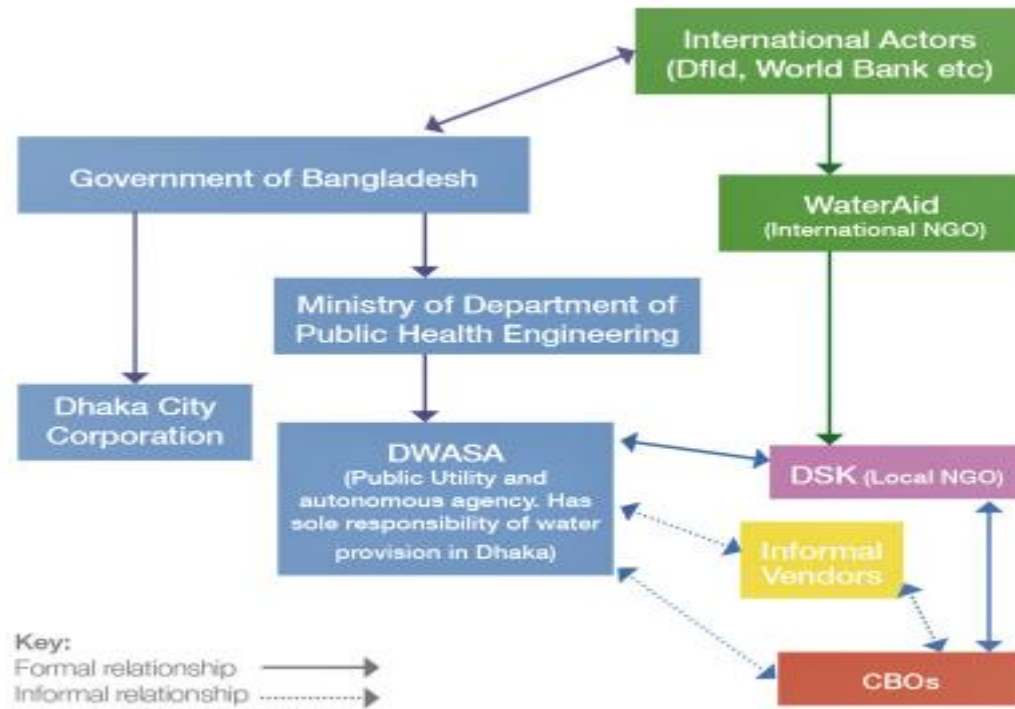 International Actors
(DfId, World Bank etc)
Government of Bangladesh
WaterAid
(International NGO)
Ministry of Department of
Public Health Engineering
Dhaka City
Corporation
DWASA
(Public Utility and
autonomous agency. Has
sole responsibility of water
provision in Dhaka)
DSK (Local NGO)
Informal
Vendors
CBOs
Key:
Formal relationship
Informal relationship